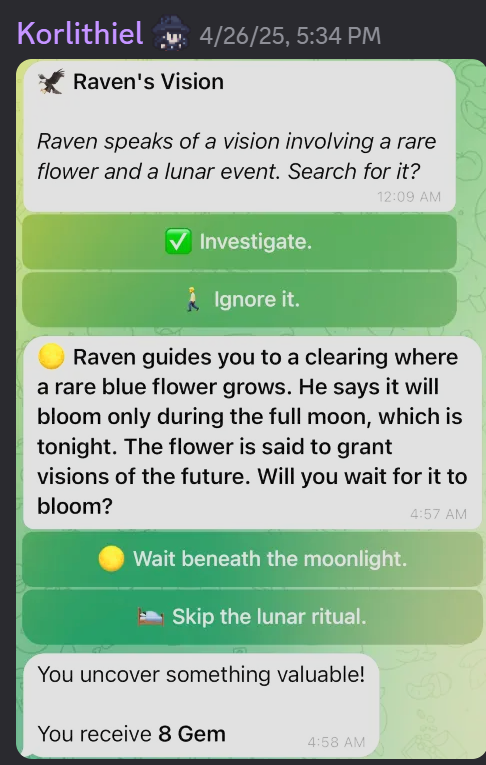 Korlithiel 4/26/25, 5:34 PM
Raven's Vision
Raven speaks of a vision involving a rare
flower and a lunar event. Search for it?
12:09 AM
✅ Investigate.
🚶 Ignore it.
🌕 Raven guides you to a clearing where
a rare blue flower grows. He says it will
bloom only during the full moon, which is
tonight. The flower is said to grant
visions of the future. Will you wait for it to
bloom?
4:57 AM
🌕 Wait beneath the moonlight.
🛌 Skip the lunar ritual.
You uncover something valuable!
You receive 8 Gem
4:58 AM